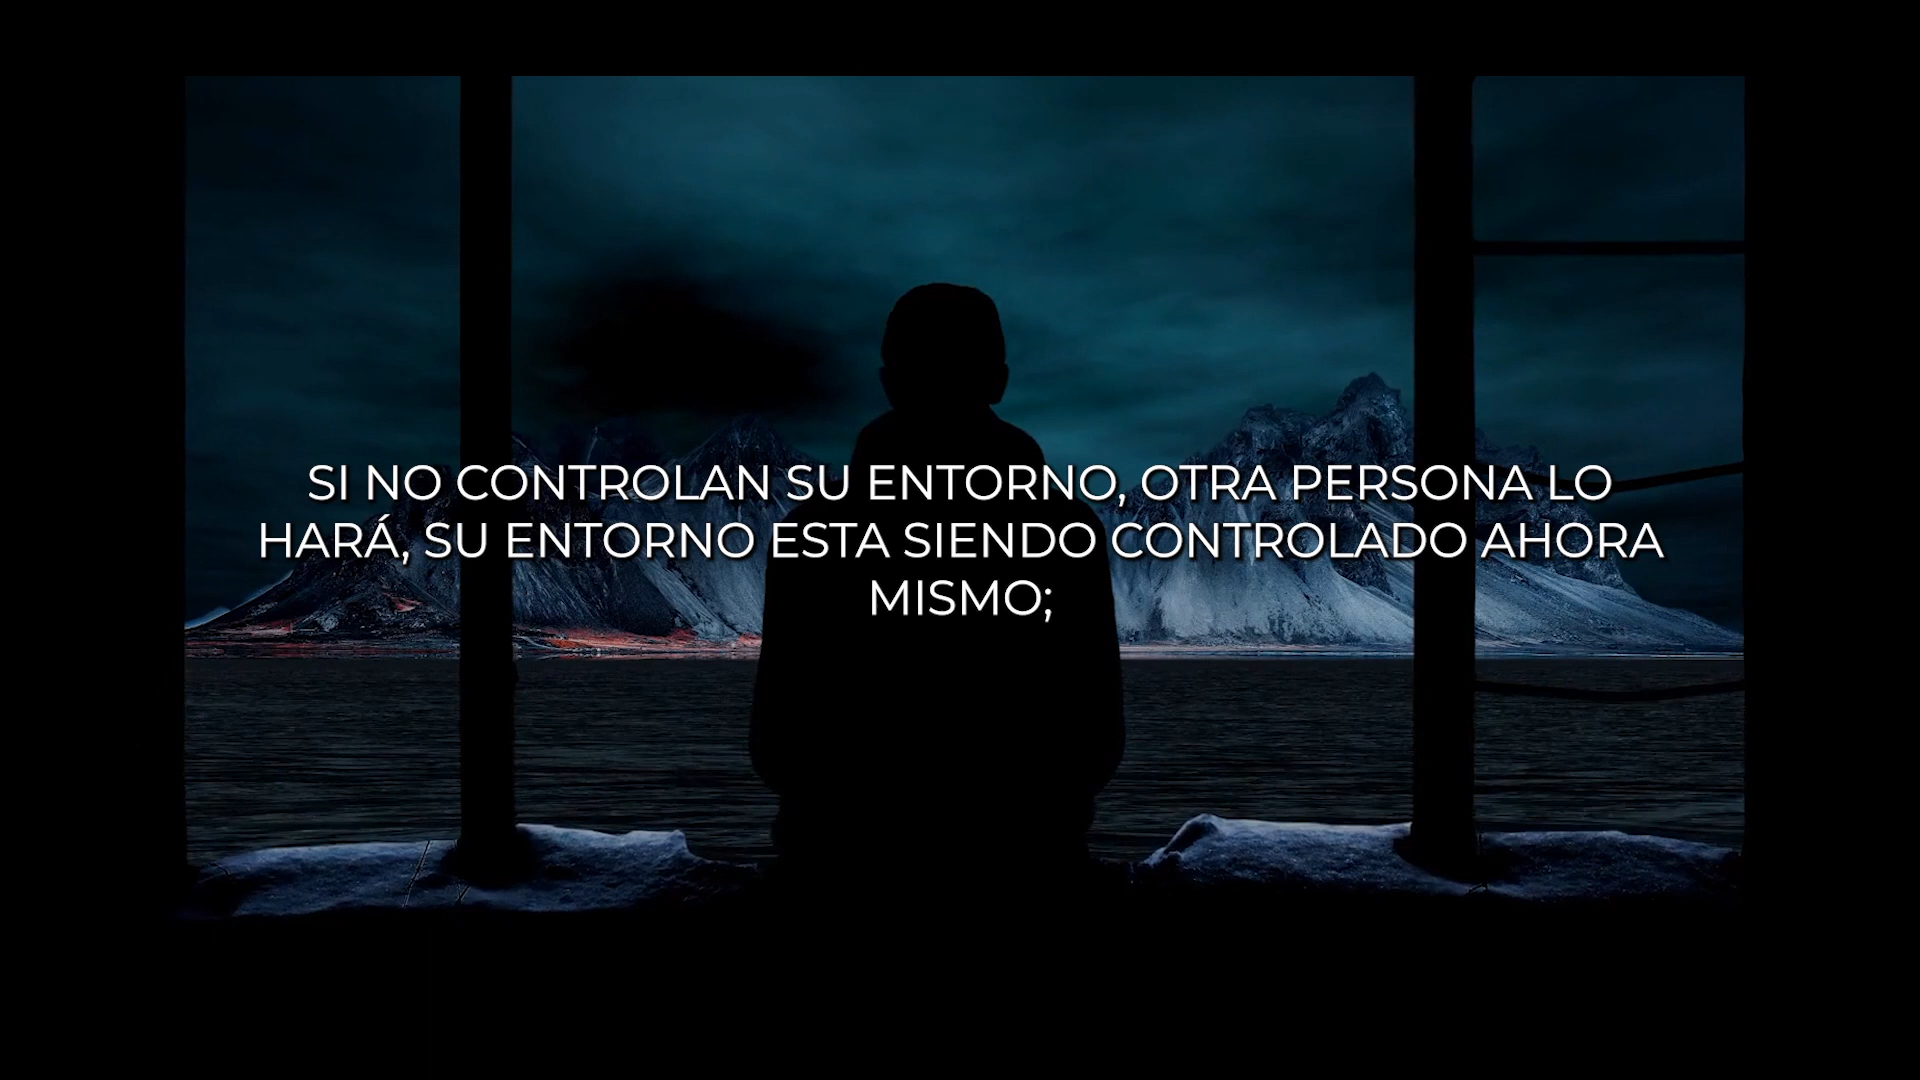 SI NO CONTROLAN SU ENTORNO, OTRA PERSONA LO
HARÁ, SU ENTORNO ESTA SIENDO CONTROLADO AHORA
MISMO;